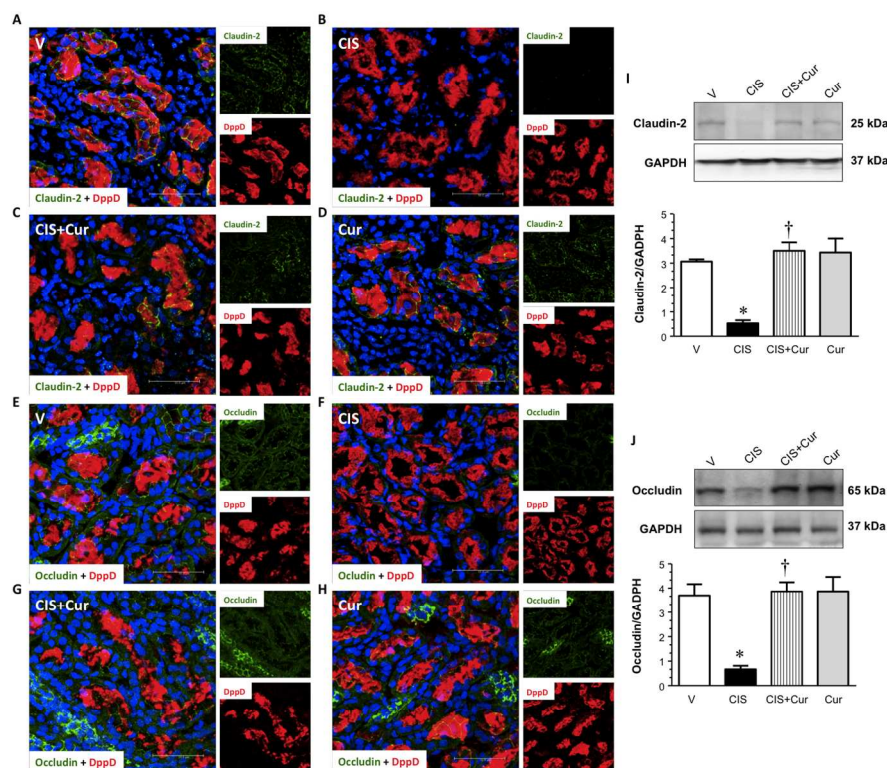 A
V
Claudin-2
DppD
Claudin-2 + DppD
B
CIS
Claudin-2
DppD
Claudin-2 + DppD
C
CIS+Cur
Claudin-2
DppD
Claudin-2 + DppD
D
Cur
Claudin-2
DppD
Claudin-2 + DppD
E
V
Occludin
DppD
Occludin + DppD
F
CIS
Occludin
DppD
Ocludin + DppD
G
CIS+Cur
Occludin
DppD
Occludin + DppD
H
Cur
Occludin
DppD
Occludin + DppD
I
V CIS CIS+Cur Cur
Claudin-2 25 kDa
GAPDH 37 kDa
Claudin-2/GADPH
5
4
3
2
1
0
* †
V CIS CIS+Cur Cur
J
V CIS CIS+Cur Cur
Occludin 65 kDa
GAPDH 37 kDa
Occludin/GADPH
5
4
3
2
1
0
* †
V CIS CIS+Cur Cur